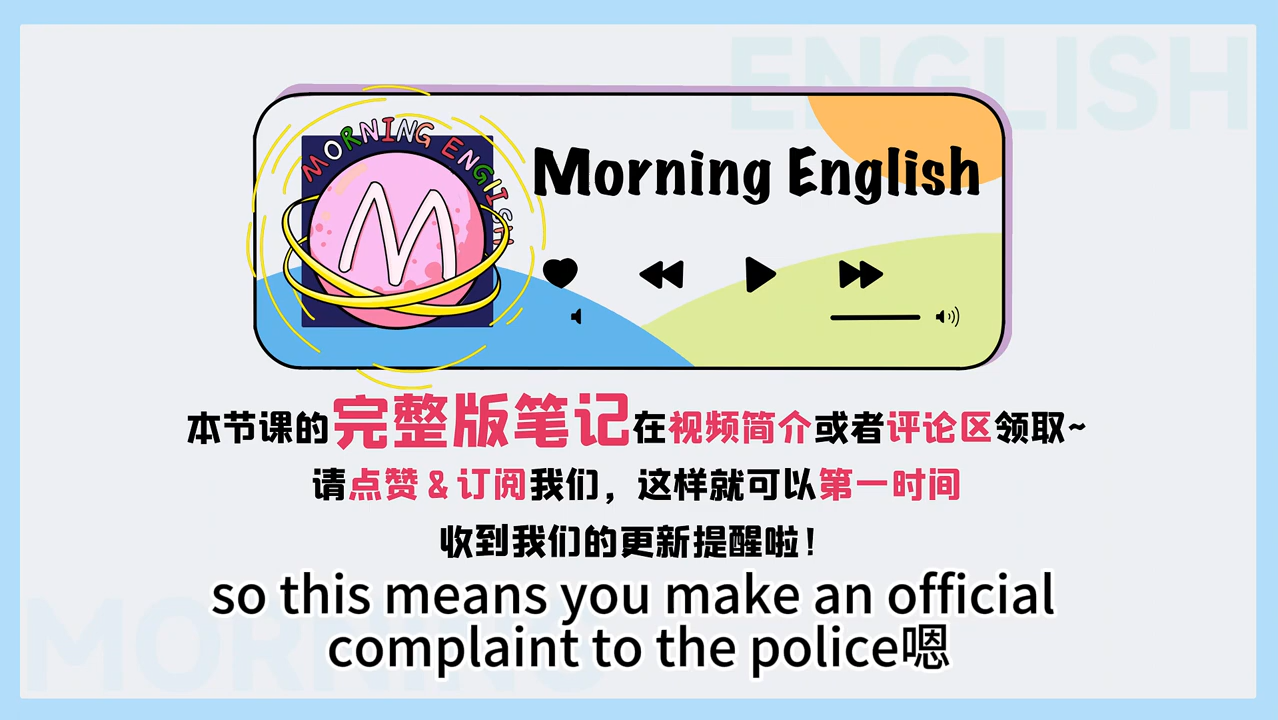 ENGLISH
MORNING ENGLISH
M
Morning English
本节课的完整版笔记在视频简介或者评论区领取~
请点赞&订阅我们，这样就可以第一时间
收到我们的更新提醒啦！
so this means you make an official
complaint to the police嗯
MORNING